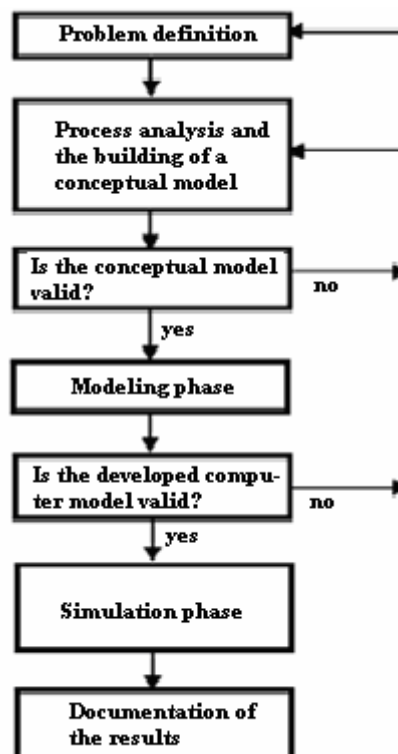 Problem definition
Process analysis and
the building of a
conceptual model
Is the conceptual model
valid?
no
yes
Modeling phase
Is the developed compu-
ter model valid?
no
yes
Simulation phase
Documentation of
the results